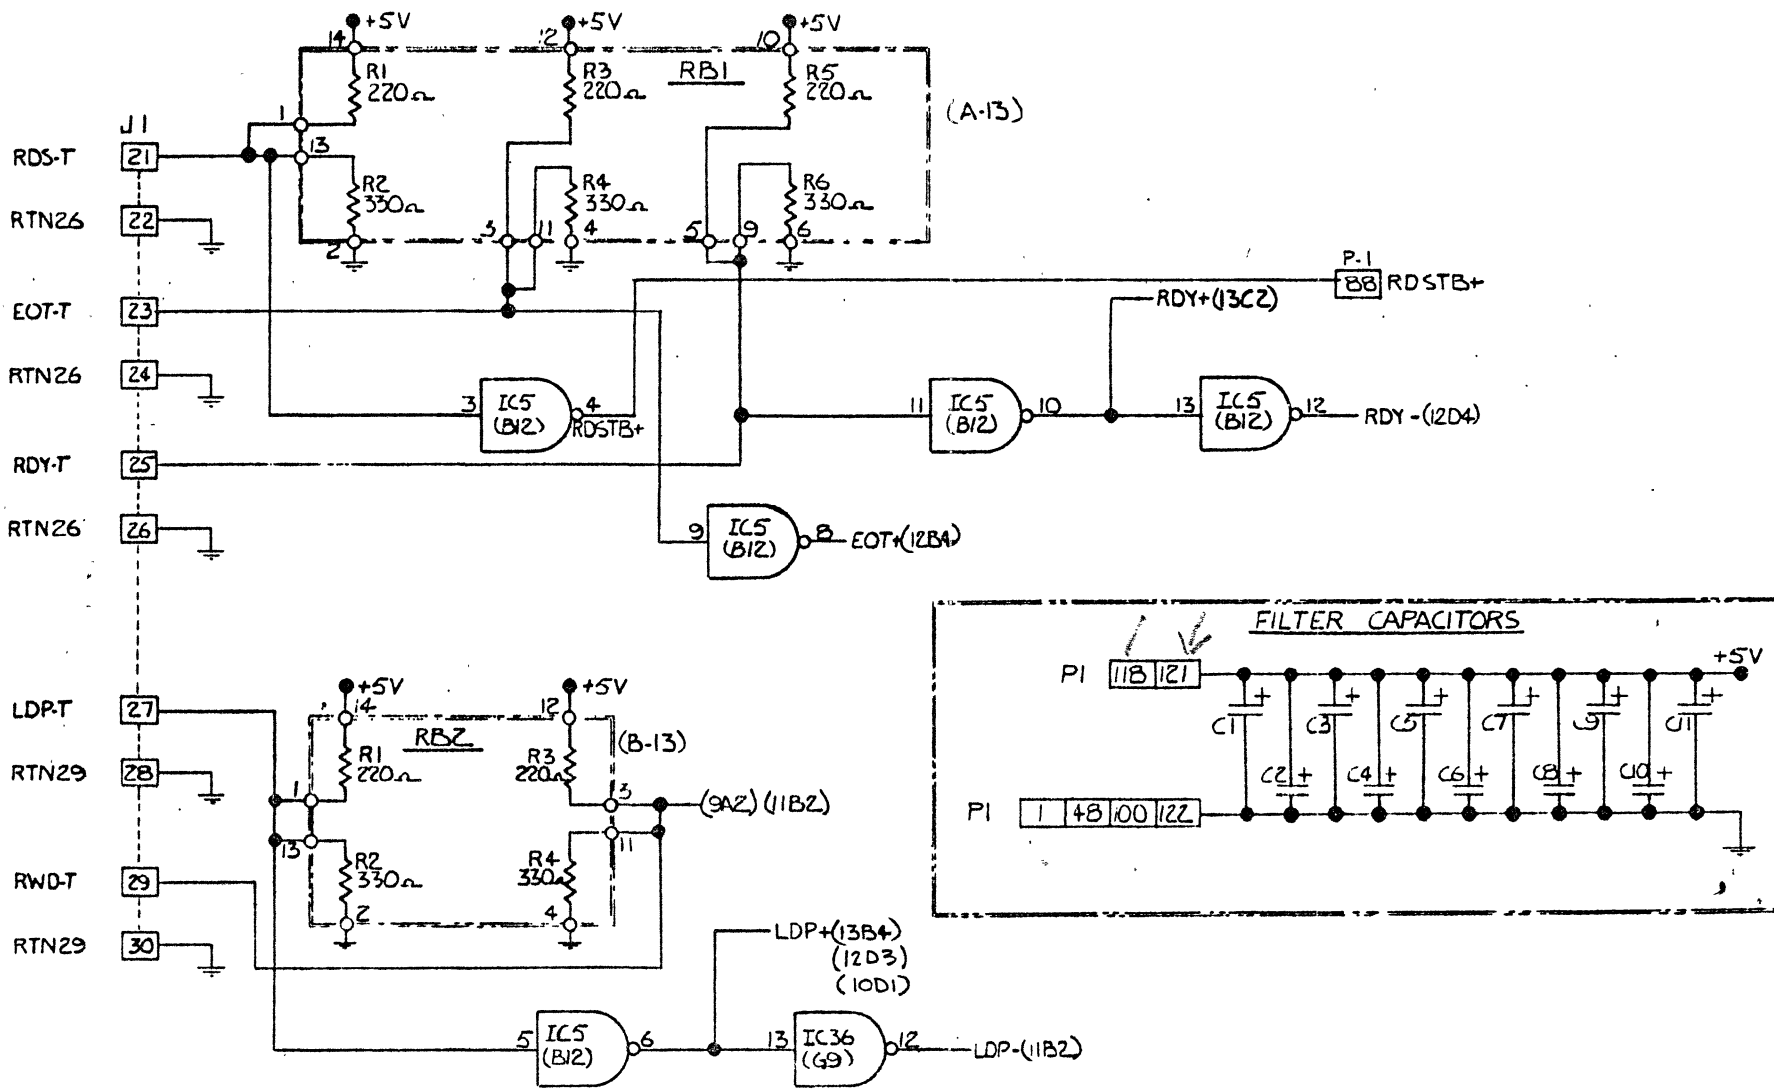 +5V
+5V
+5V
14
12
10
R1
220Ω
R3
220Ω
RB1
R5
220Ω
(A-13)
1
J1
13
RDS-T
21
R2
330Ω
R4
330Ω
R6
330Ω
RTN26
22
2
3
11
4
5
9
6
P-1
88
RDSTB+
RDY+(13C2)
EOT-T
23
RTN26
24
3
IC5
(B12)
4
RDSTB+
11
IC5
(B12)
10
13
IC5
(B12)
12
RDY-(12D4)
RDY-T
25
RTN26
26
9
IC5
(B12)
8
EOT+(12B4)
FILTER CAPACITORS
P1
118
121
+5V
C1
+
C3
+
C5
+
C7
+
C9
+
C11
+
C2
+
C4
+
C6
+
C8
+
C10
+
P1
1
48
100
122
+5V
+5V
LDP-T
27
14
12
RB2
(B-13)
R1
220Ω
R3
220Ω
RTN29
28
1
3
(9A2)(11B2)
13
11
R2
330Ω
R4
330Ω
RWD-T
29
2
4
RTN29
30
LDP+(13B4)
(12D3)
(10D1)
5
IC5
(B12)
6
13
IC36
(G9)
12
LDP-(11B2)